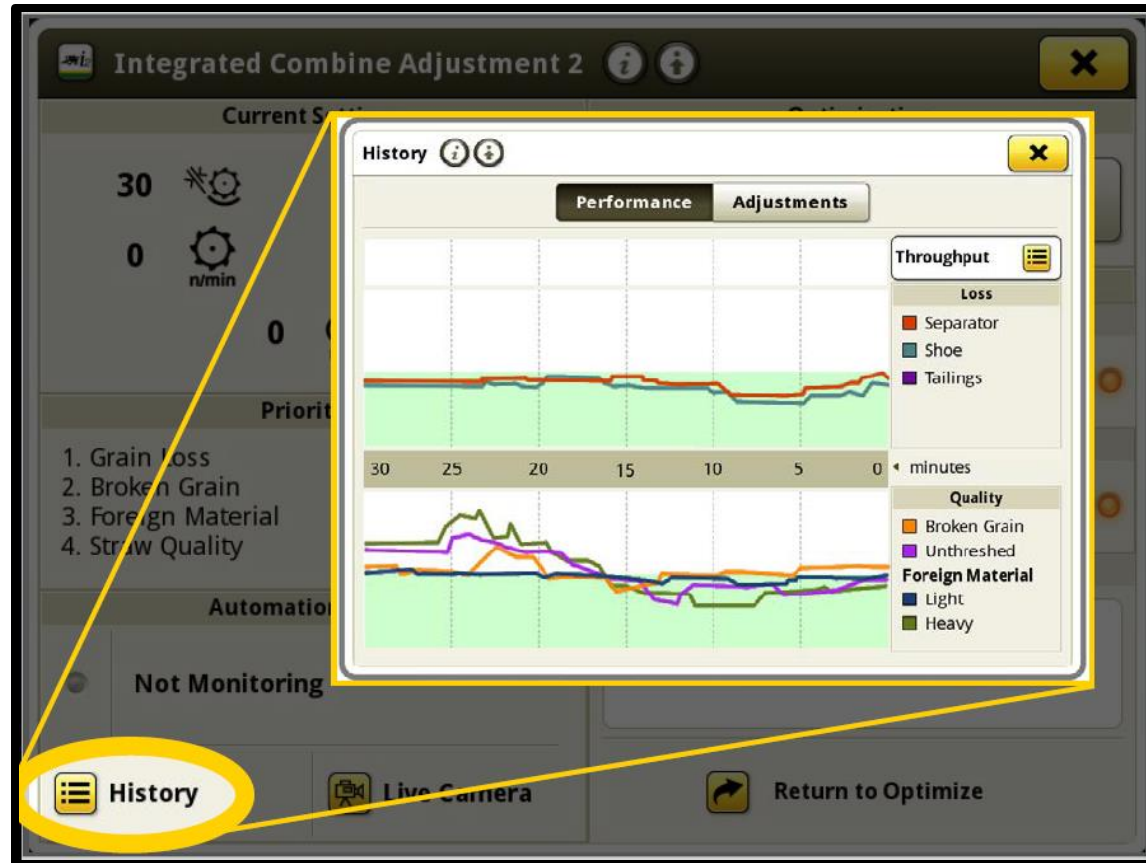 Integrated Combine Adjustment 2
Current
30
0
n/min
0
1. Grain Loss
2. Broken Grain
3. Foreign Material
4. Straw Quality
Not Monitoring
History
Live Camera
Return to Optimize
History
Performance
Adjustments
Throughput
Loss
Separator
Shoe
Tailings
30 25 20 15 10 5 0 minutes
Quality
Broken Grain
Unthreshed
Foreign Material
Light
Heavy